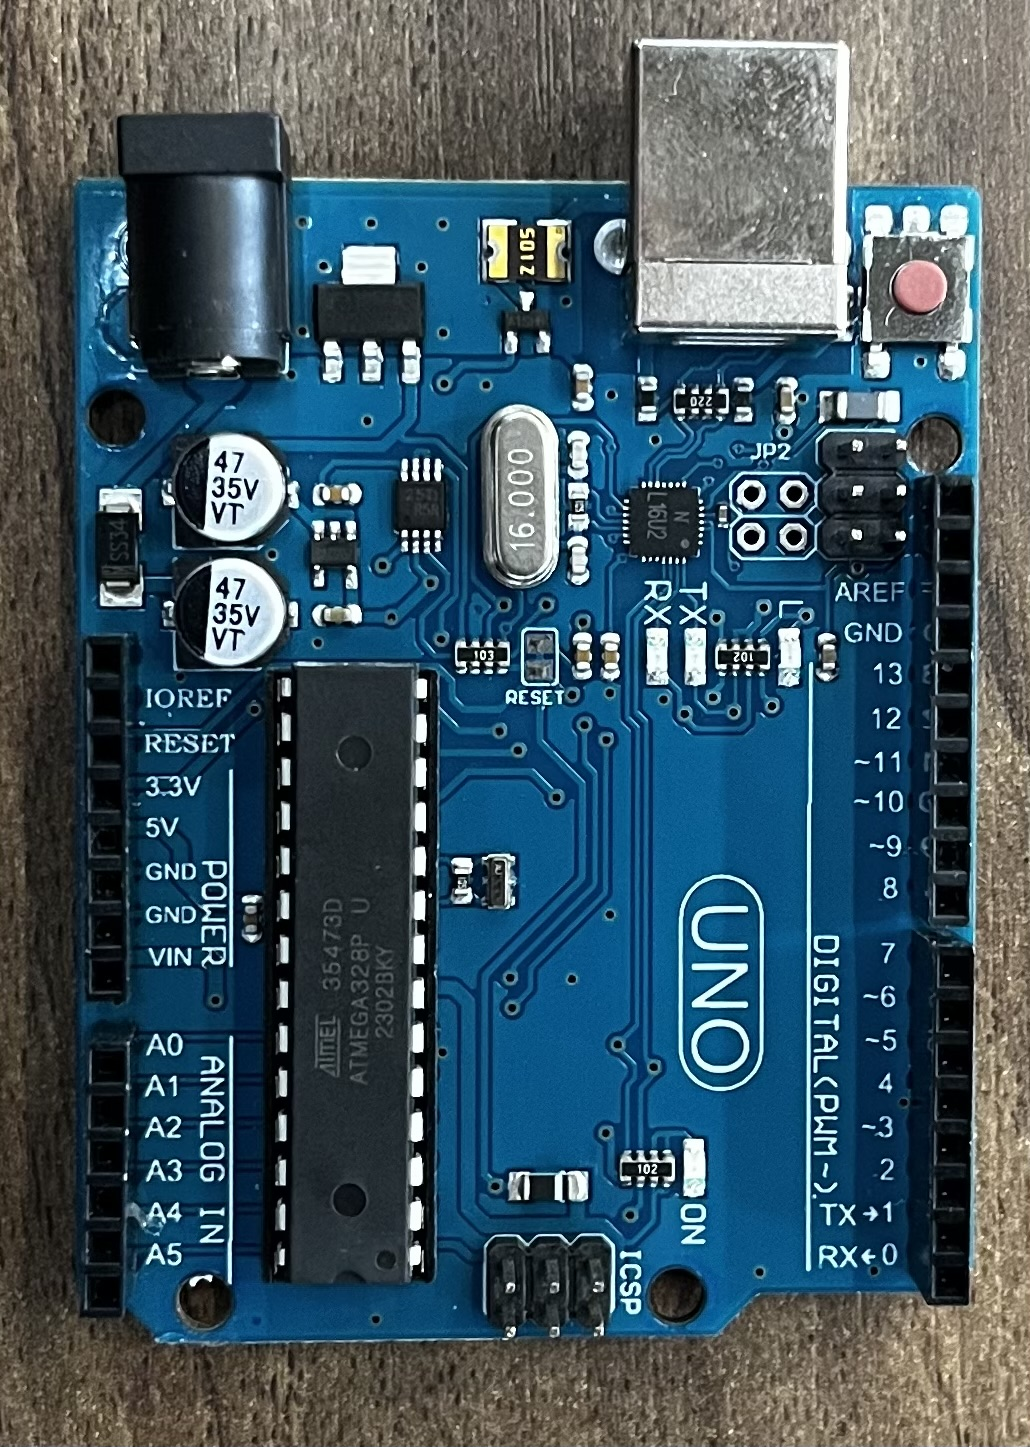 Z105
220
JP2
47
35V
VT
16.000
L16U2
N
SS34
AREF
GND
47
35V
VT
RX
TX
L
103
102
RESET
13
12
~11
~10
~9
8
IOREF
RESET
3.3V
5V
GND
GND
VIN
POWER
ATMEL 35473D
ATMEGA328P U
2302BKY
UNO
DIGITAL(PWM~)
7
~6
~5
4
~3
2
TX→1
RX←0
A0
A1
A2
A3
A4
A5
ANALOG IN
102
ON
ICSP